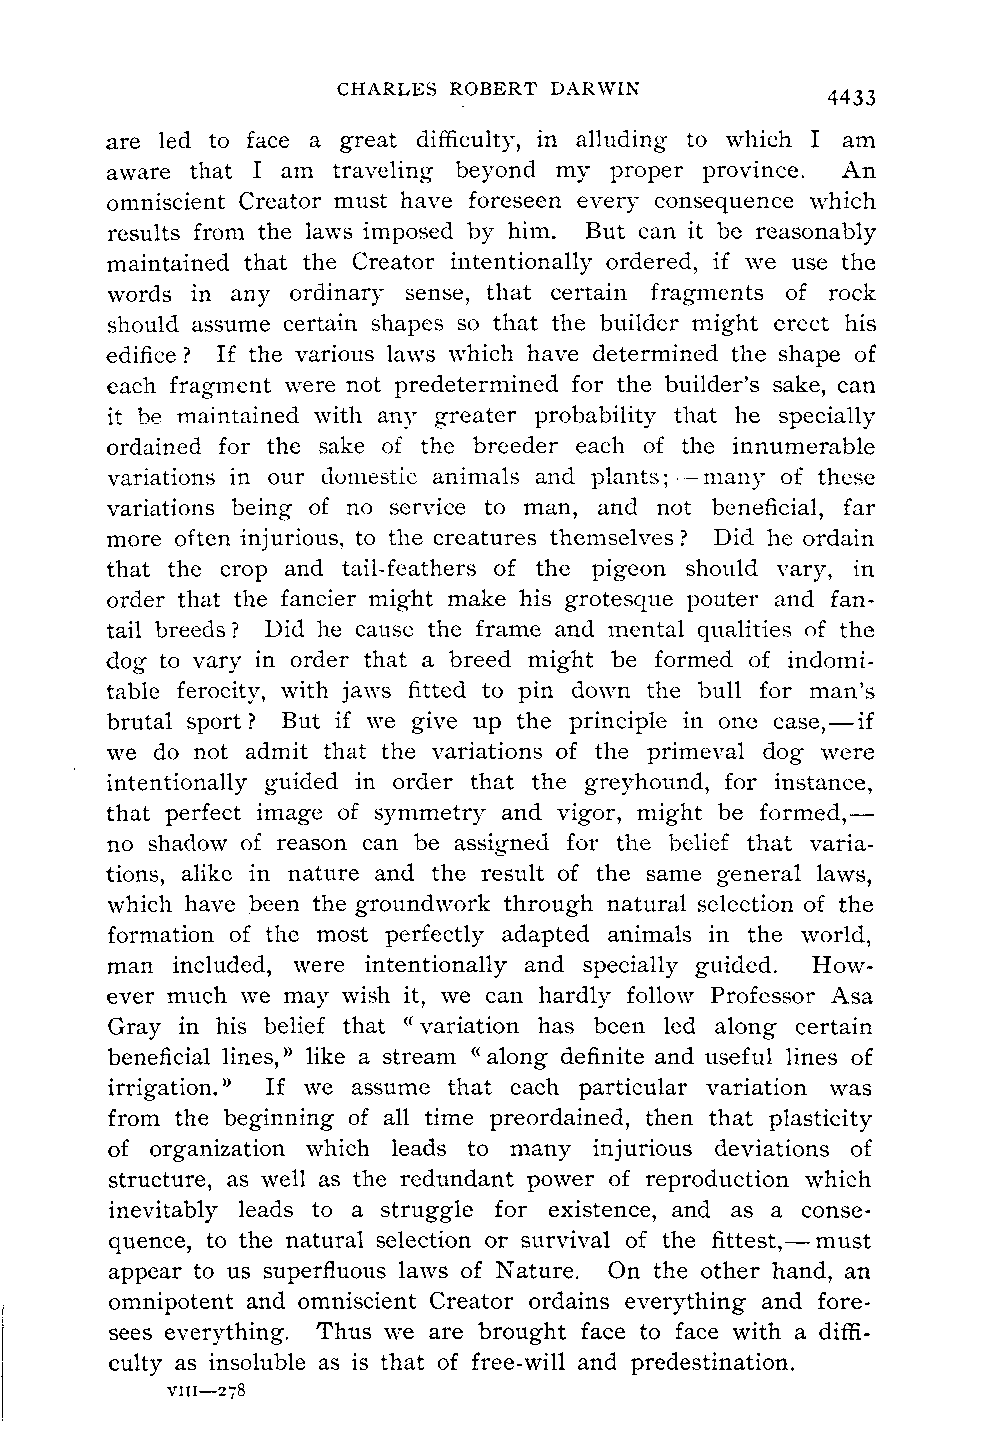 CHARLES ROBERT DARWIN 4433
are led to face a great difficulty, in alluding to which I am
aware that I am traveling beyond my proper province. An
omniscient Creator must have foreseen every consequence which
results from the laws imposed by him. But can it be reasonably
maintained that the Creator intentionally ordered, if we use the
words in any ordinary sense, that certain fragments of rock
should assume certain shapes so that the builder might erect his
edifice? If the various laws which have determined the shape of
each fragment were not predetermined for the builder's sake, can
it be maintained with any greater probability that he specially
ordained for the sake of the breeder each of the innumerable
variations in our domestic animals and plants;—many of these
variations being of no service to man, and not beneficial, far
more often injurious, to the creatures themselves? Did he ordain
that the crop and tail-feathers of the pigeon should vary, in
order that the fancier might make his grotesque pouter and fan-
tail breeds? Did he cause the frame and mental qualities of the
dog to vary in order that a breed might be formed of indomi-
table ferocity, with jaws fitted to pin down the bull for man's
brutal sport? But if we give up the principle in one case,—if
we do not admit that the variations of the primeval dog were
intentionally guided in order that the greyhound, for instance,
that perfect image of symmetry and vigor, might be formed,—
no shadow of reason can be assigned for the belief that varia-
tions, alike in nature and the result of the same general laws,
which have been the groundwork through natural selection of the
formation of the most perfectly adapted animals in the world,
man included, were intentionally and specially guided. How-
ever much we may wish it, we can hardly follow Professor Asa
Gray in his belief that «variation has been led along certain
beneficial lines,» like a stream «along definite and useful lines of
irrigation.» If we assume that each particular variation was
from the beginning of all time preordained, then that plasticity
of organization which leads to many injurious deviations of
structure, as well as the redundant power of reproduction which
inevitably leads to a struggle for existence, and as a conse-
quence, to the natural selection or survival of the fittest,—must
appear to us superfluous laws of Nature. On the other hand, an
omnipotent and omniscient Creator ordains everything and fore-
sees everything. Thus we are brought face to face with a diffi-
culty as insoluble as is that of free-will and predestination.
VIII—278